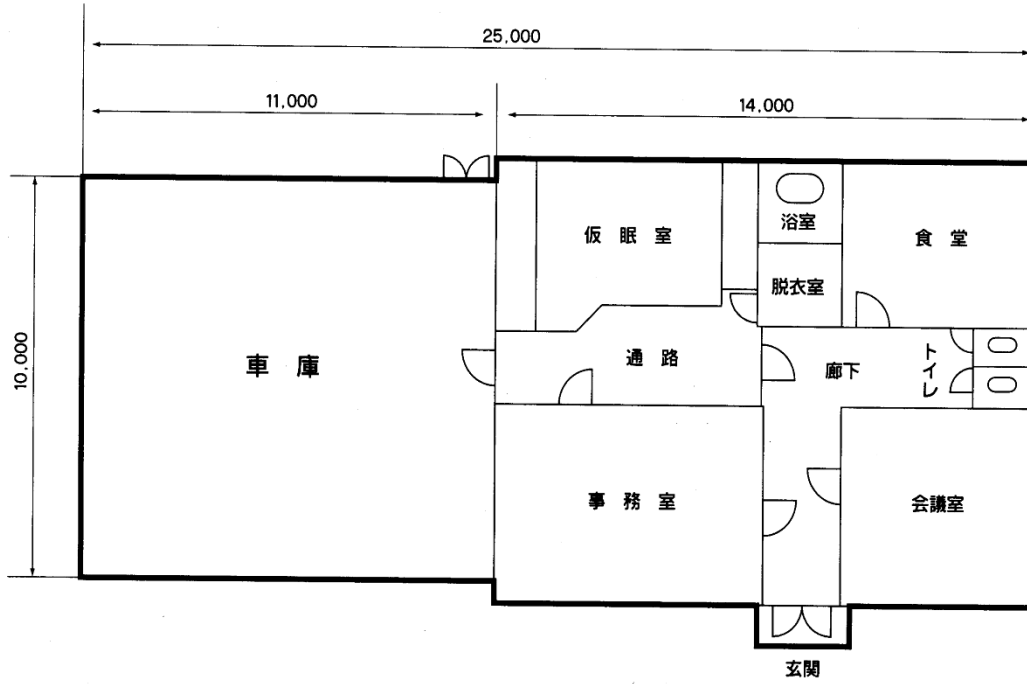 25,000
11,000
14,000
10,000
仮眠室
浴室
食堂
脱衣室
車庫
通路
廊下
トイレ
事務室
会議室
玄関